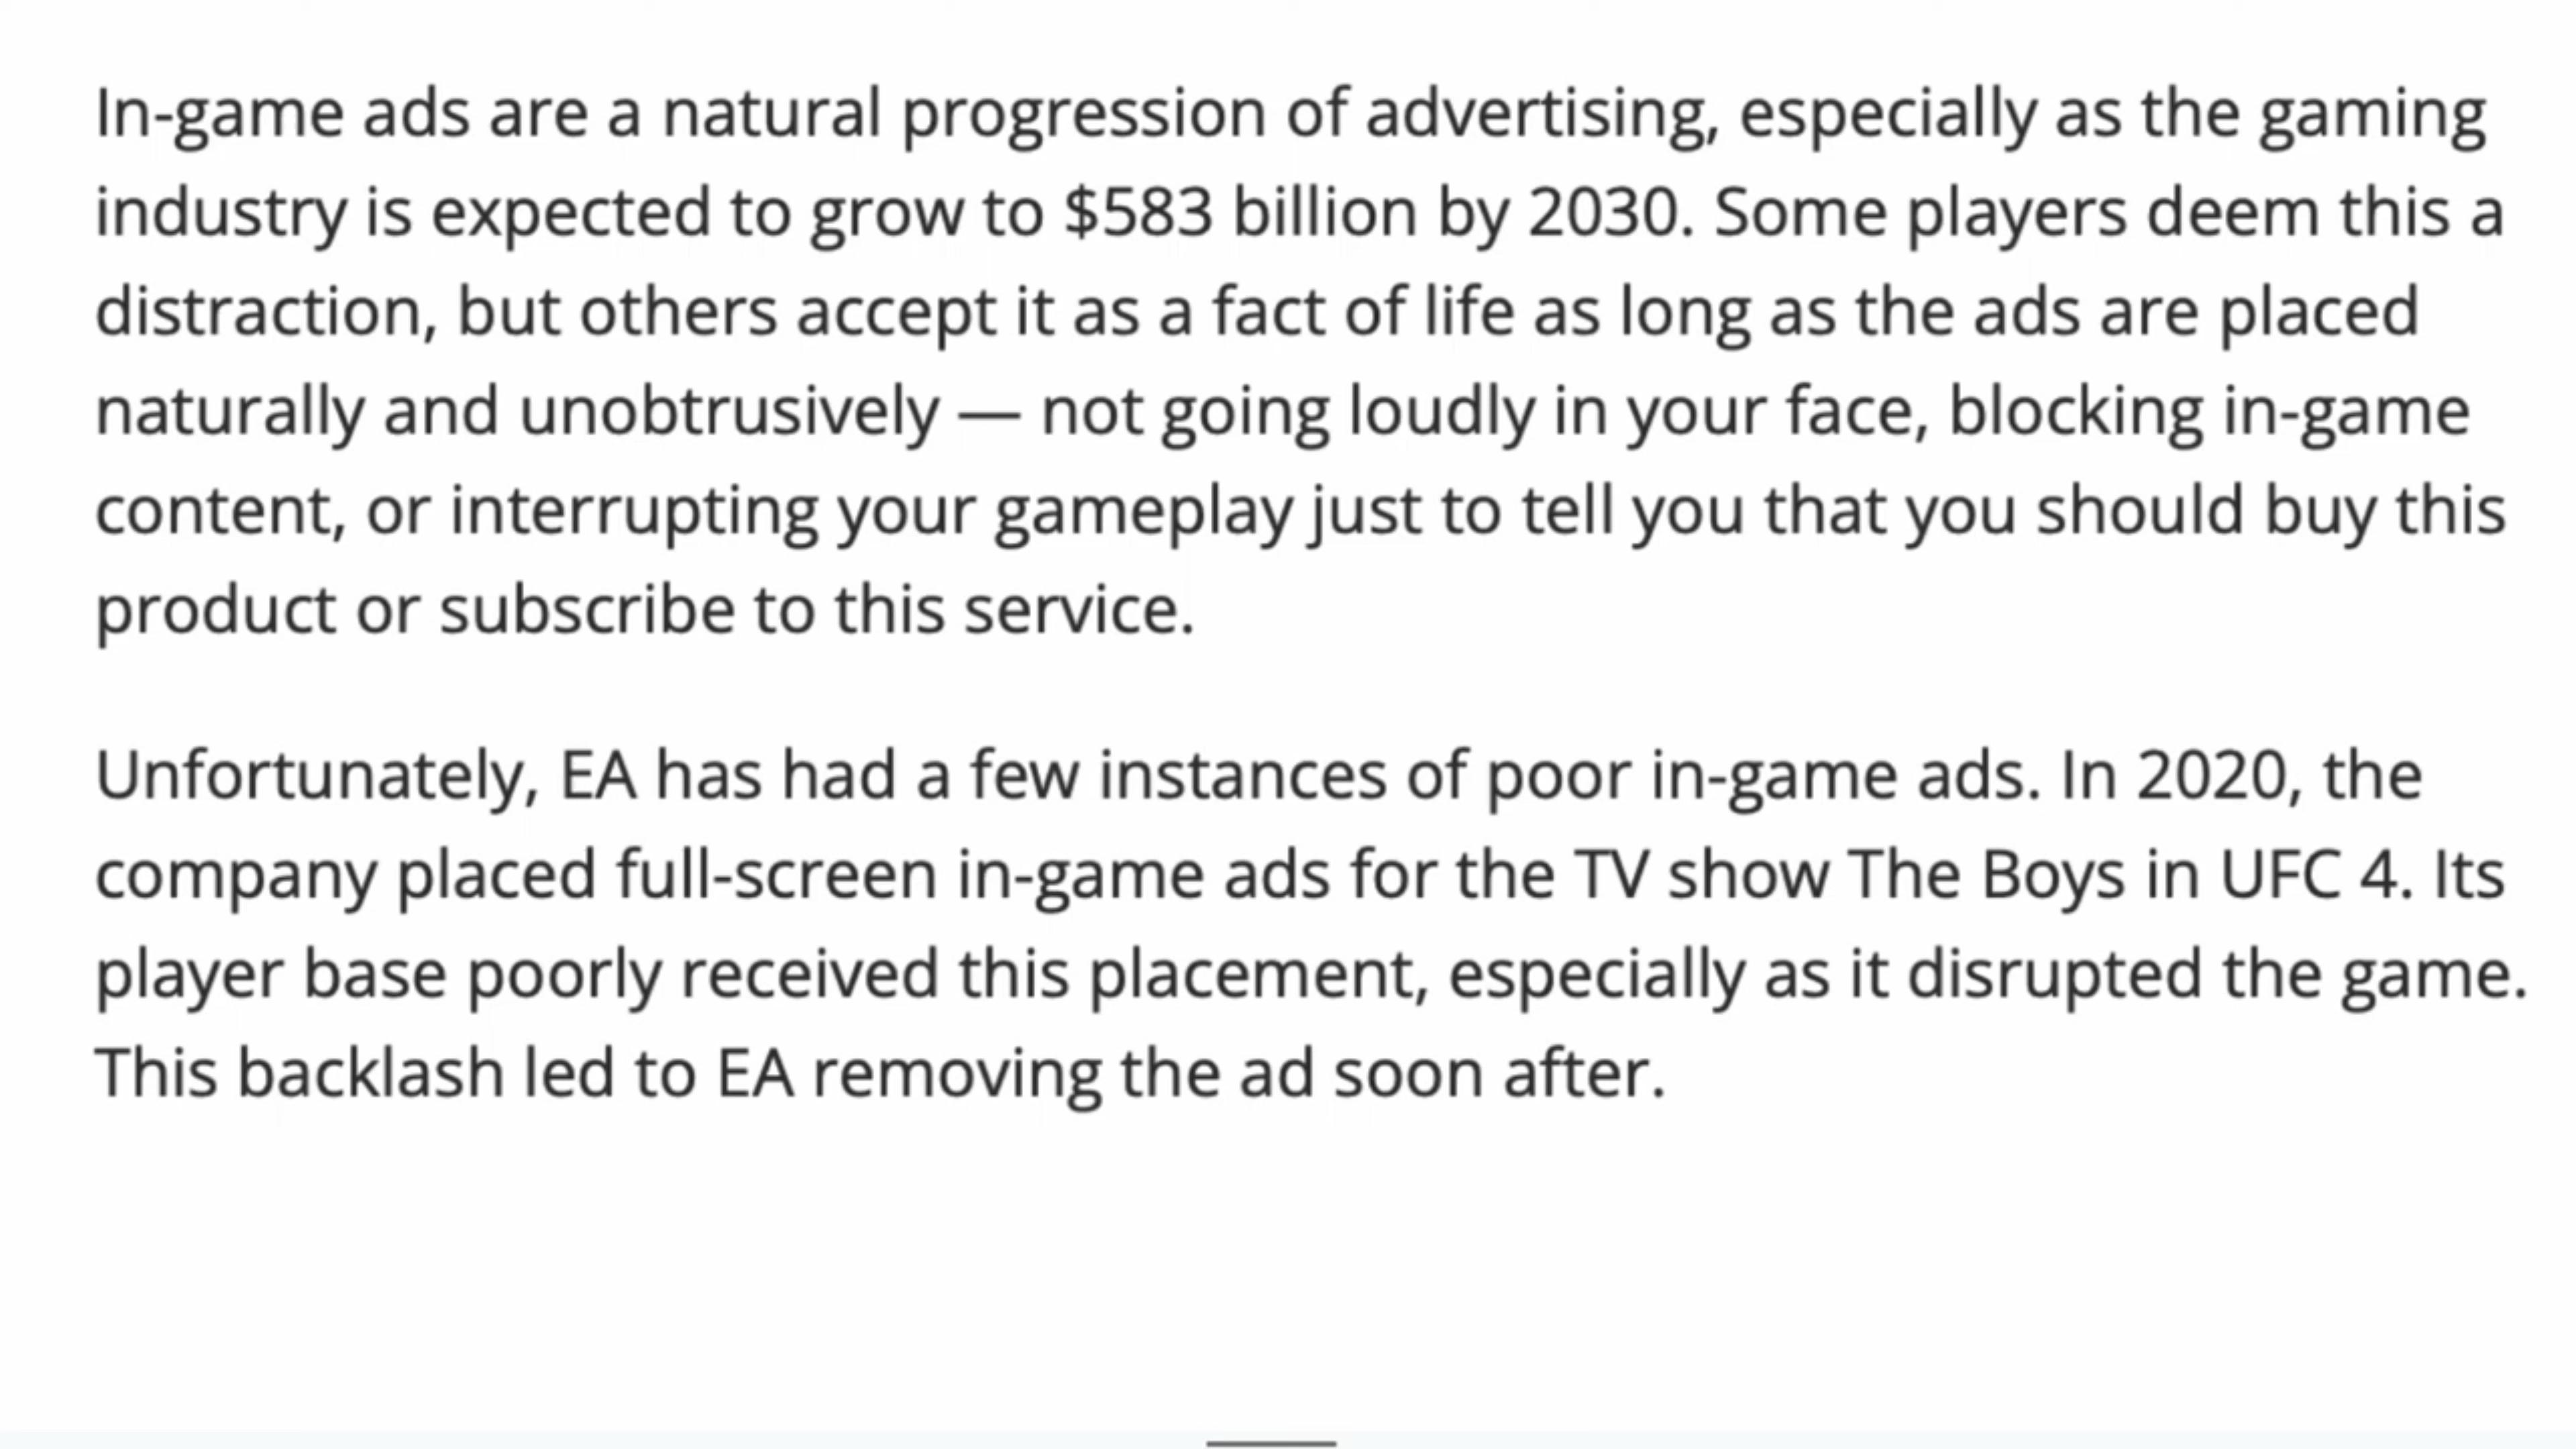 In-game ads are a natural progression of advertising, especially as the gaming
industry is expected to grow to $583 billion by 2030. Some players deem this a
distraction, but others accept it as a fact of life as long as the ads are placed
naturally and unobtrusively — not going loudly in your face, blocking in-game
content, or interrupting your gameplay just to tell you that you should buy this
product or subscribe to this service.
Unfortunately, EA has had a few instances of poor in-game ads. In 2020, the
company placed full-screen in-game ads for the TV show The Boys in UFC 4. Its
player base poorly received this placement, especially as it disrupted the game.
This backlash led to EA removing the ad soon after.